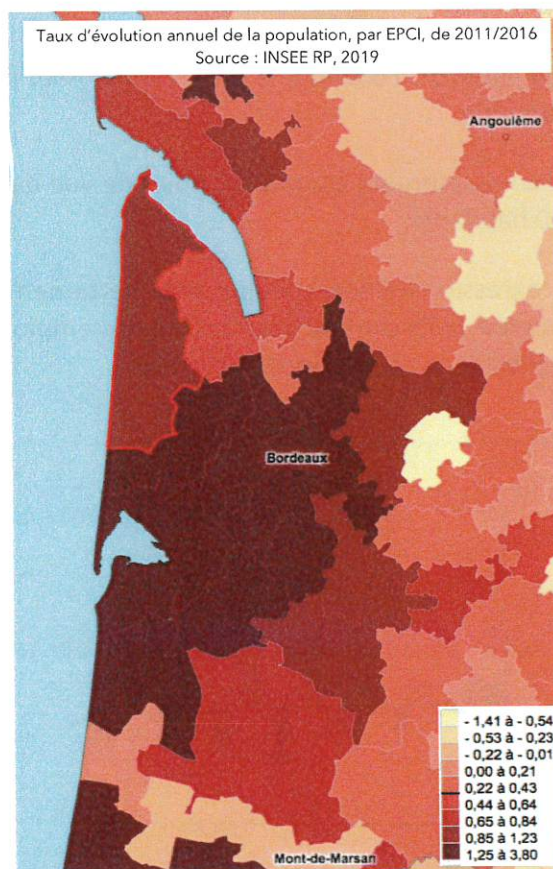 Taux d'évolution annuel de la population, par EPCI, de 2011/2016
Source : INSEE RP, 2019
Angoulême
Bordeaux
Mont-de-Marsan
- 1,41 à - 0,54
- 0,53 à - 0,23
- 0,22 à - 0,01
0,00 à 0,21
0,22 à 0,43
0,44 à 0,64
0,65 à 0,84
0,85 à 1,23
1,25 à 3,80